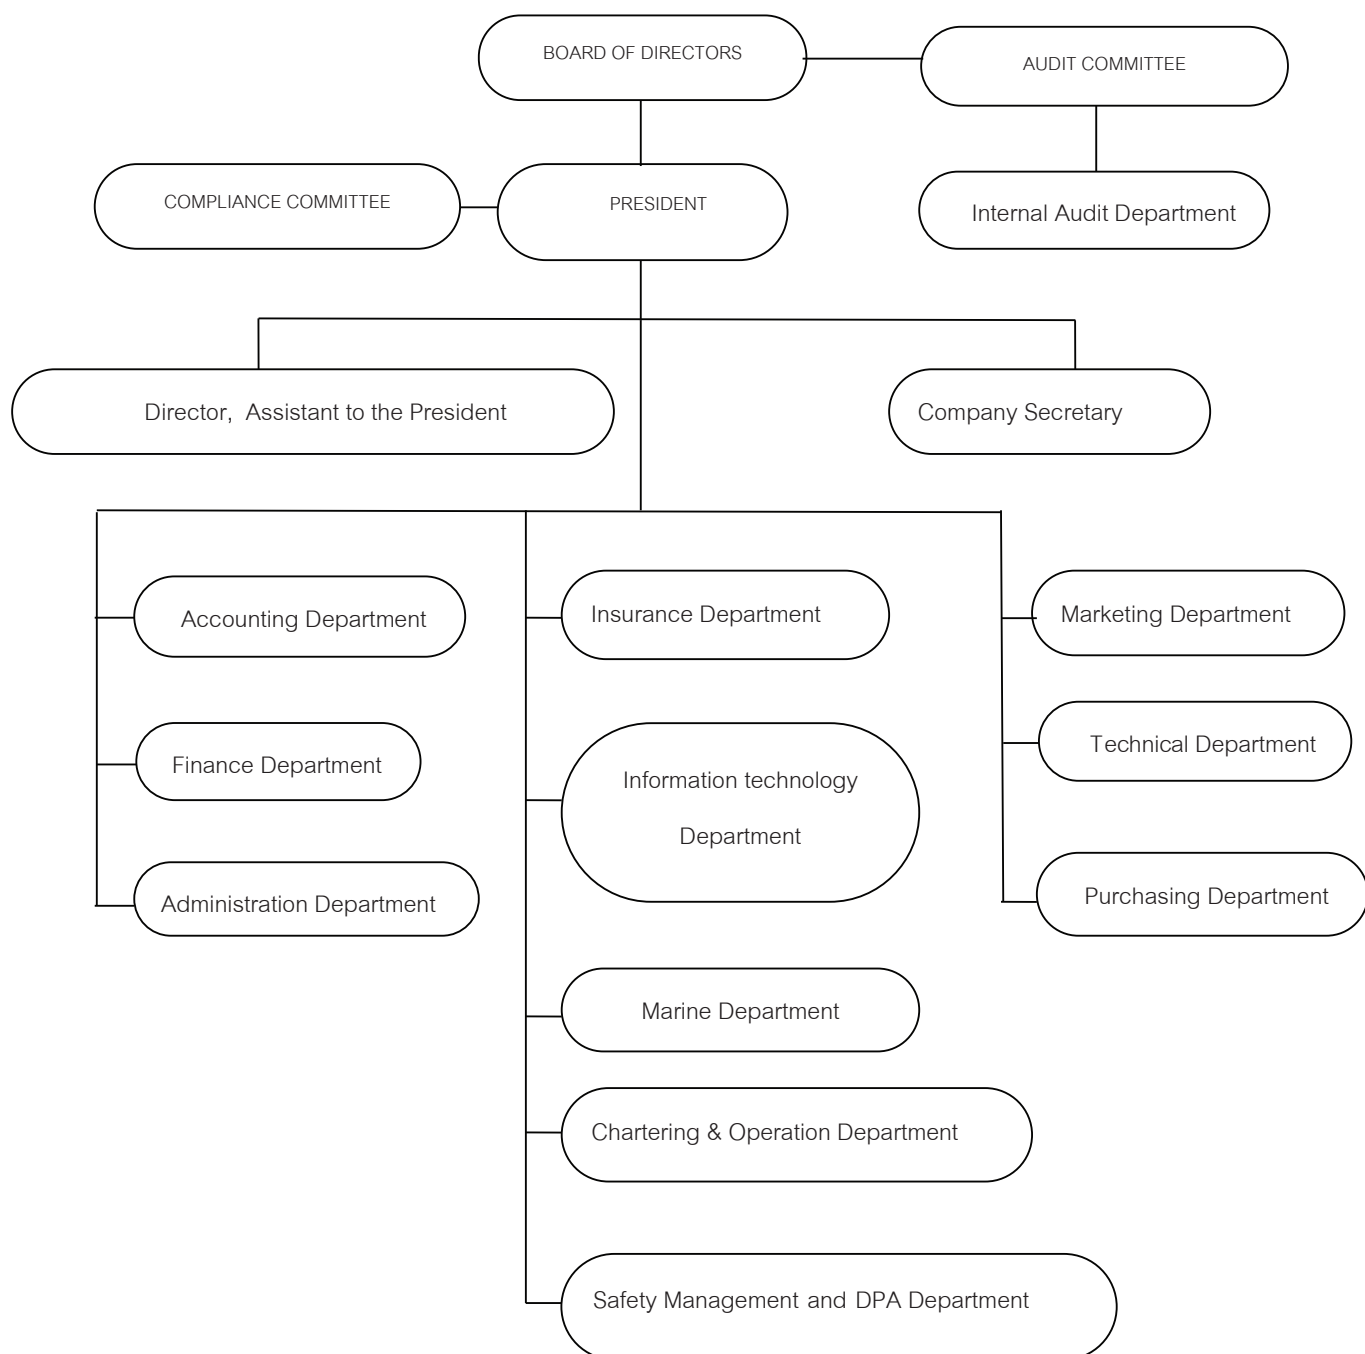 BOARD OF DIRECTORS
AUDIT COMMITTEE
COMPLIANCE COMMITTEE
PRESIDENT
Internal Audit Department
Director, Assistant to the President
Company Secretary
Accounting Department
Insurance Department
Marketing Department
Finance Department
Information technology
Department
Technical Department
Administration Department
Purchasing Department
Marine Department
Chartering & Operation Department
Safety Management and DPA Department